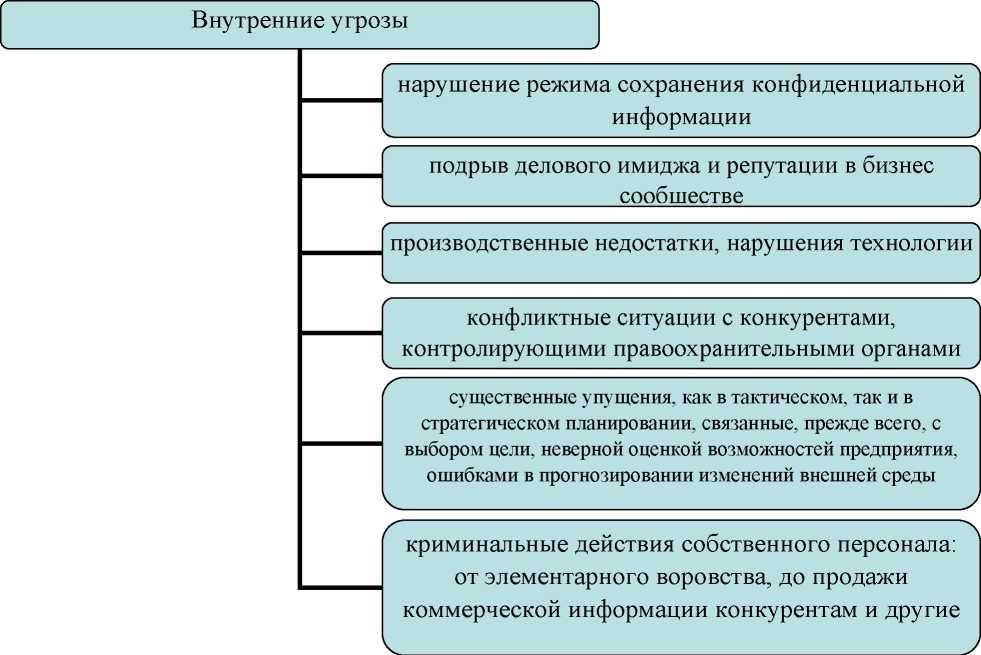 Внутренние угрозы
нарушение режима сохранения конфиденциальной
информации
подрыв делового имиджа и репутации в бизнес
сообшестве
производственные недостатки, нарушения технологии
конфликтные ситуации с конкурентами,
контролирующими правоохранительными органами
существенные упущения, как в тактическом, так и в
стратегическом планировании, связанные, прежде всего, с
выбором цели, неверной оценкой возможностей предприятия,
ошибками в прогнозировании изменений внешней среды
криминальные действия собственного персонала:
от элементарного воровства, до продажи
коммерческой информации конкурентам и другие